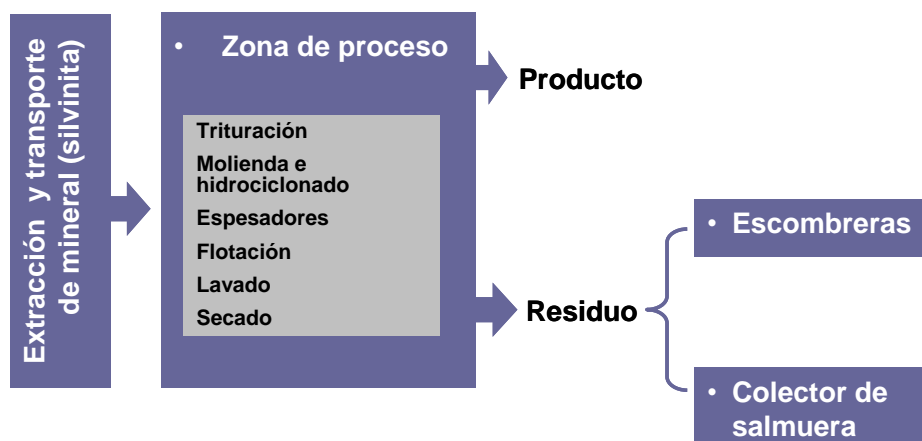 Extracción y transporte
de mineral (silvinita)
• Zona de proceso
Trituración
Molienda e
hidrociclonado
Espesadores
Flotación
Lavado
Secado
Producto
Residuo
• Escombreras
• Colector de
salmuera